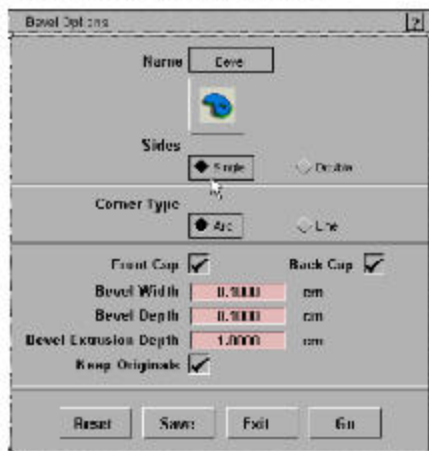 Bevel Options ?
Name Bevel
Sides
Single Double
Corner Type
Arc Line
Front Cap Back Cap
Bevel Width 0.1000 cm
Bevel Depth 0.1000 cm
Bevel Extrusion Depth 1.0000 cm
Keep Originals
Reset Save Exit Go